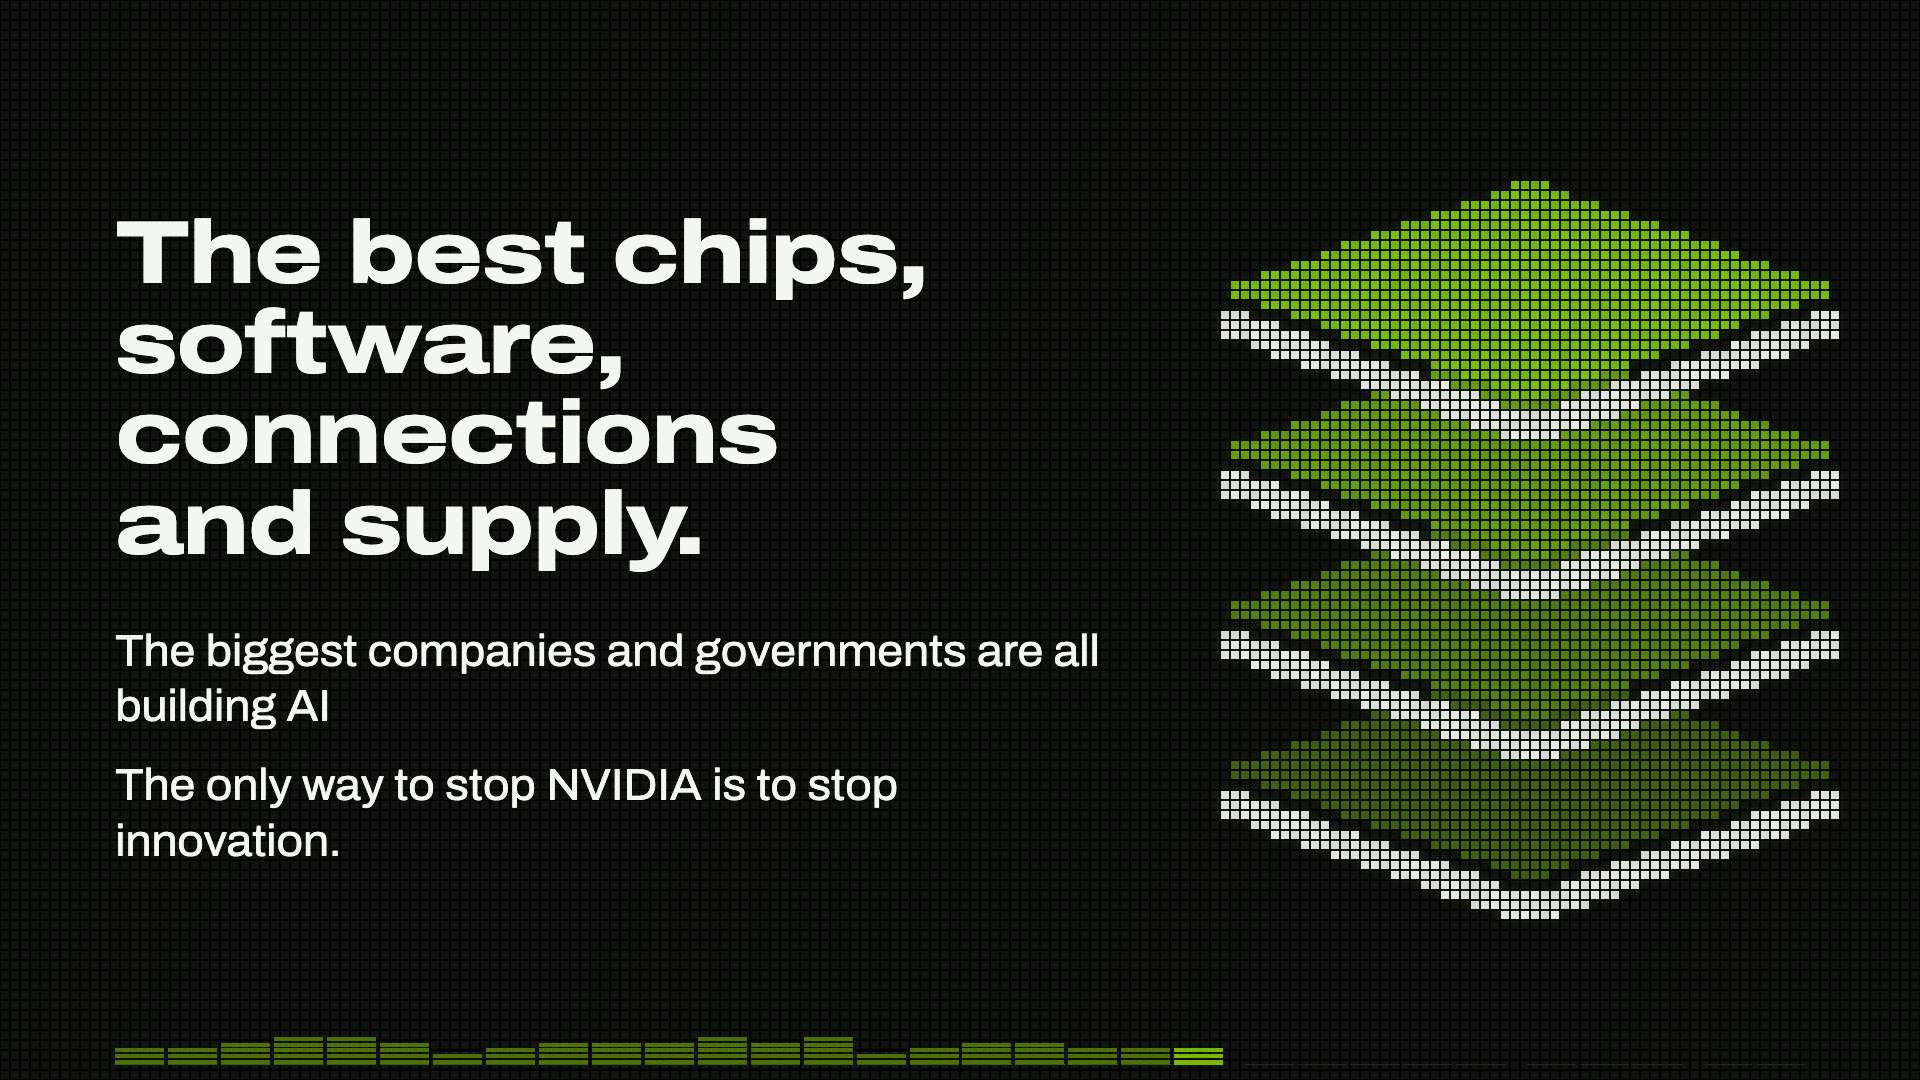 The best chips,
software,
connections
and supply.
The biggest companies and governments are all
building AI
The only way to stop NVIDIA is to stop
innovation.